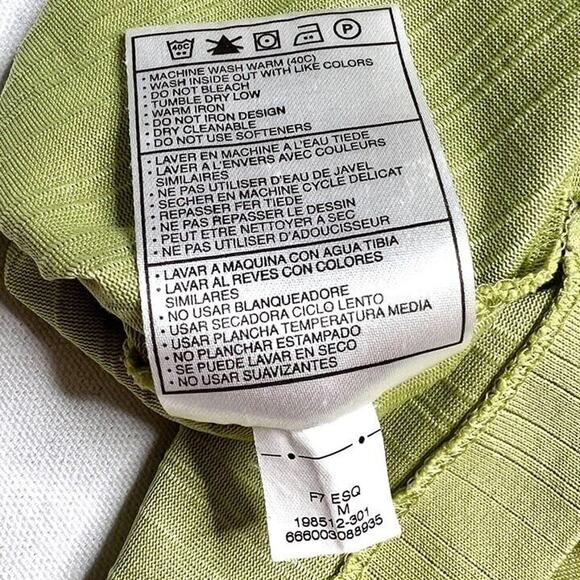 40C P
• MACHINE WASH WARM (40C)
• WASH INSIDE OUT WITH LIKE COLORS
• DO NOT BLEACH
• TUMBLE DRY LOW
• WARM IRON
• DO NOT IRON DESIGN
• DRY CLEANABLE
• DO NOT USE SOFTENERS
• LAVER EN MACHINE A L'EAU TIEDE
• LAVER A L'ENVERS AVEC COULEURS
SIMILAIRES
• NE PAS UTILISER D'EAU DE JAVEL
• SECHER EN MACHINE CYCLE DELICAT
• REPASSER FER TIEDE
• NE PAS REPASSER LE DESSIN
• PEUT ETRE NETTOYER A SEC
• NE PAS UTILISER D'ADOUCISSEUR
• LAVAR A MAQUINA CON AGUA TIBIA
• LAVAR AL REVES CON COLORES
SIMILARES
• NO USAR BLANQUEADORE
• USAR SECADORA CICLO LENTO
• USAR PLANCHA TEMPERATURA MEDIA
• NO PLANCHAR ESTAMPADO
• SE PUEDE LAVAR EN SECO
• NO USAR SUAVIZANTES
F7 ESQ
M
198512-301
666003088935